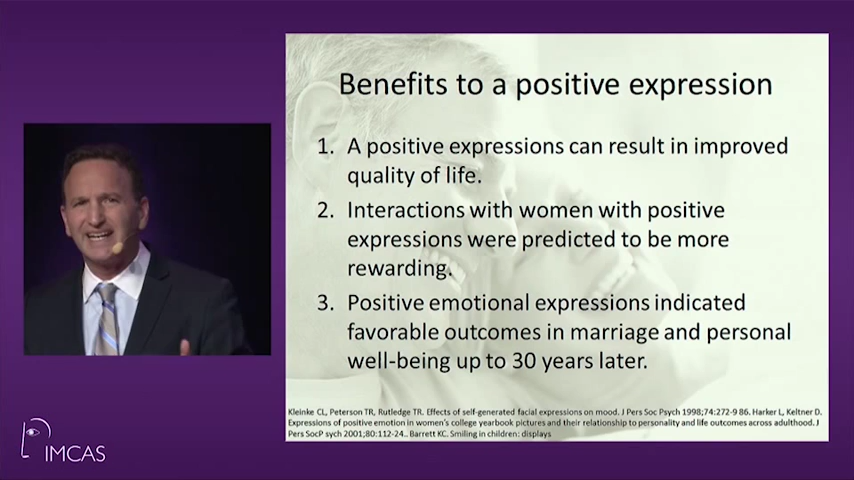 Benefits to a positive expression
1. A positive expressions can result in improved
quality of life.
2. Interactions with women with positive
expressions were predicted to be more
rewarding.
3. Positive emotional expressions indicated
favorable outcomes in marriage and personal
well-being up to 30 years later.
Kleinke CL, Peterson TR, Rutledge TR. Effects of self-generated facial expressions on mood. J Pers Soc Psych 1998;74:272-9 86. Harker L, Keltner D.
Expressions of positive emotion in women's college yearbook pictures and their relationship to personality and life outcomes across adulthood. J
Pers SocP sych 2001;80:112-24.. Barrett KC. Smiling in children: displays
IMCAS